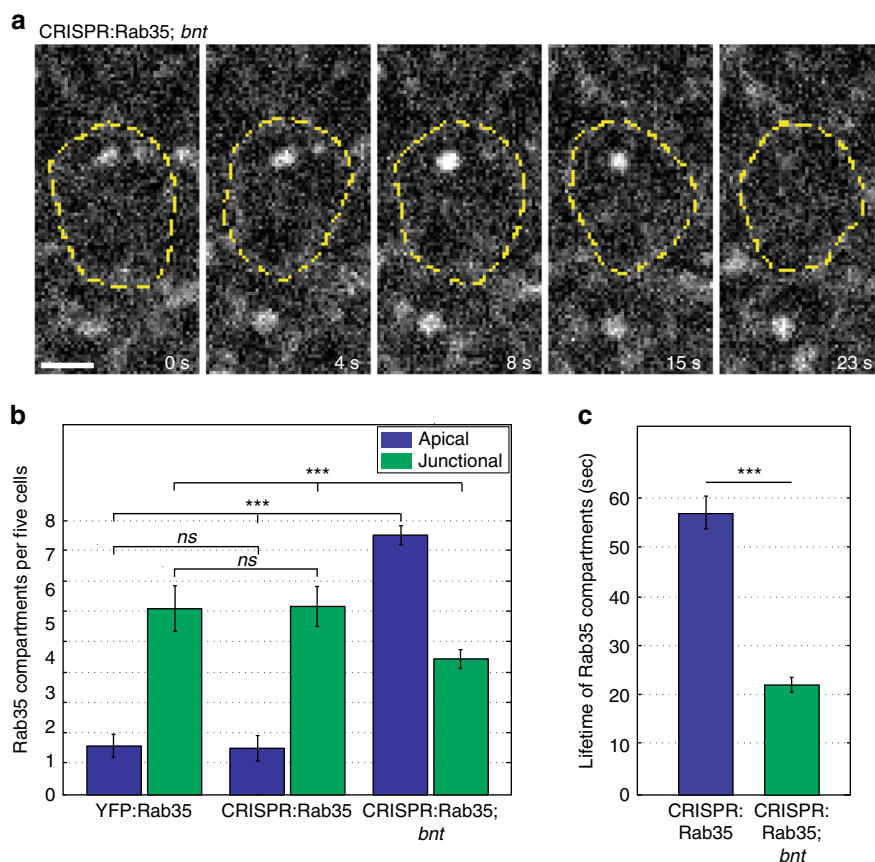 a
CRISPR:Rab35; bnt
0 s
4 s
8 s
15 s
23 s
b
Rab35 compartments per five cells
8
7
6
5
4
3
2
1
0
Apical
Junctional
***
***
ns
ns
YFP:Rab35
CRISPR:Rab35
CRISPR:Rab35;
bnt
c
Lifetime of Rab35 compartments (sec)
60
50
40
30
20
10
0
***
CRISPR:
Rab35
CRISPR:
Rab35;
bnt